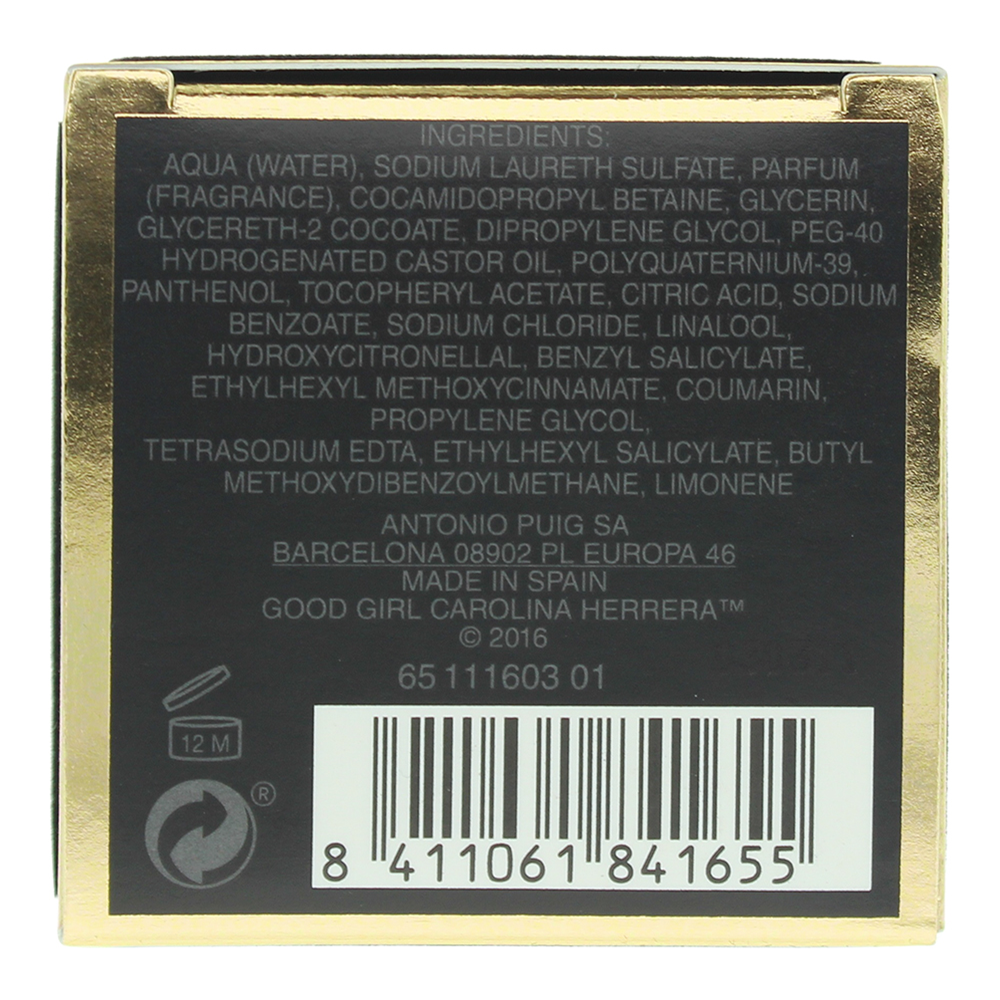 INGREDIENTS:
AQUA (WATER), SODIUM LAURETH SULFATE, PARFUM
(FRAGRANCE), COCAMIDOPROPYL BETAINE, GLYCERIN,
GLYCERETH-2 COCOATE, DIPROPYLENE GLYCOL, PEG-40
HYDROGENATED CASTOR OIL, POLYQUATERNIUM-39,
PANTHENOL, TOCOPHERYL ACETATE, CITRIC ACID, SODIUM
BENZOATE, SODIUM CHLORIDE, LINALOOL,
HYDROXYCITRONELLAL, BENZYL SALICYLATE,
ETHYLHEXYL METHOXYCINNAMATE, COUMARIN,
PROPYLENE GLYCOL,
TETRASODIUM EDTA, ETHYLHEXYL SALICYLATE, BUTYL
METHOXYDIBENZOYLMETHANE, LIMONENE
ANTONIO PUIG SA
BARCELONA 08902 PL EUROPA 46
MADE IN SPAIN
GOOD GIRL CAROLINA HERRERA™
© 2016
65 111603 01
12 M
®
8 411061 841655